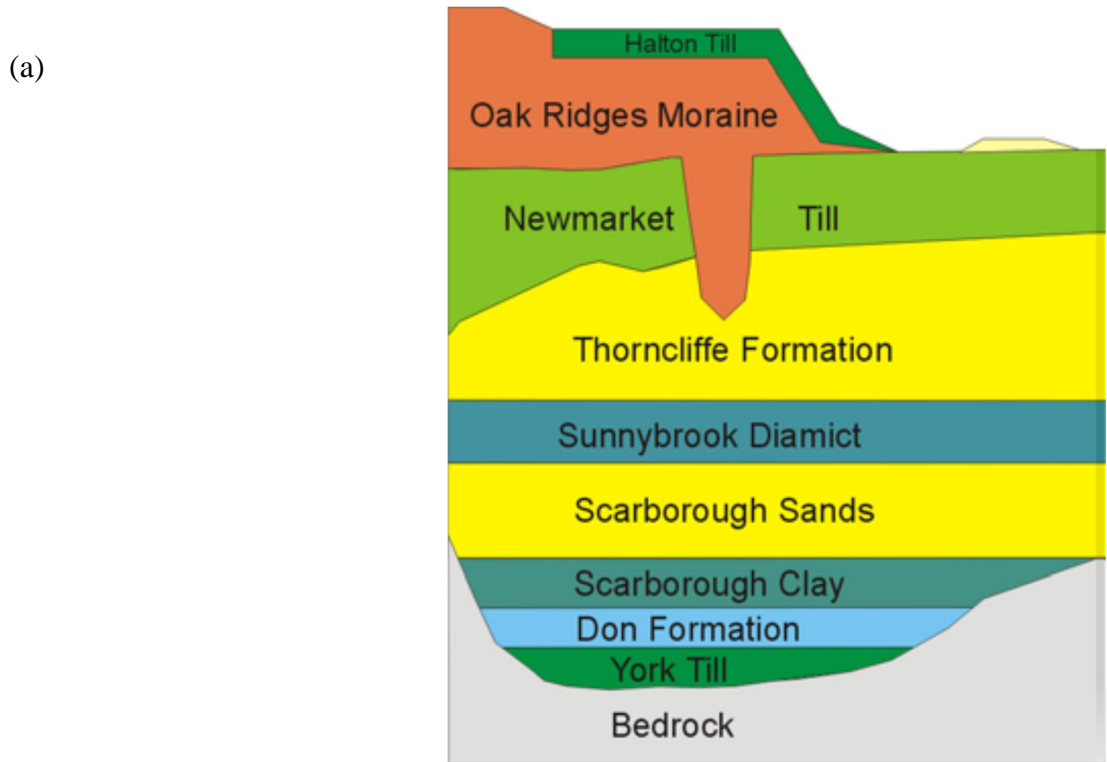 (a)
Halton Till
Oak Ridges Moraine
Newmarket Till
Thorncliffe Formation
Sunnybrook Diamict
Scarborough Sands
Scarborough Clay
Don Formation
York Till
Bedrock